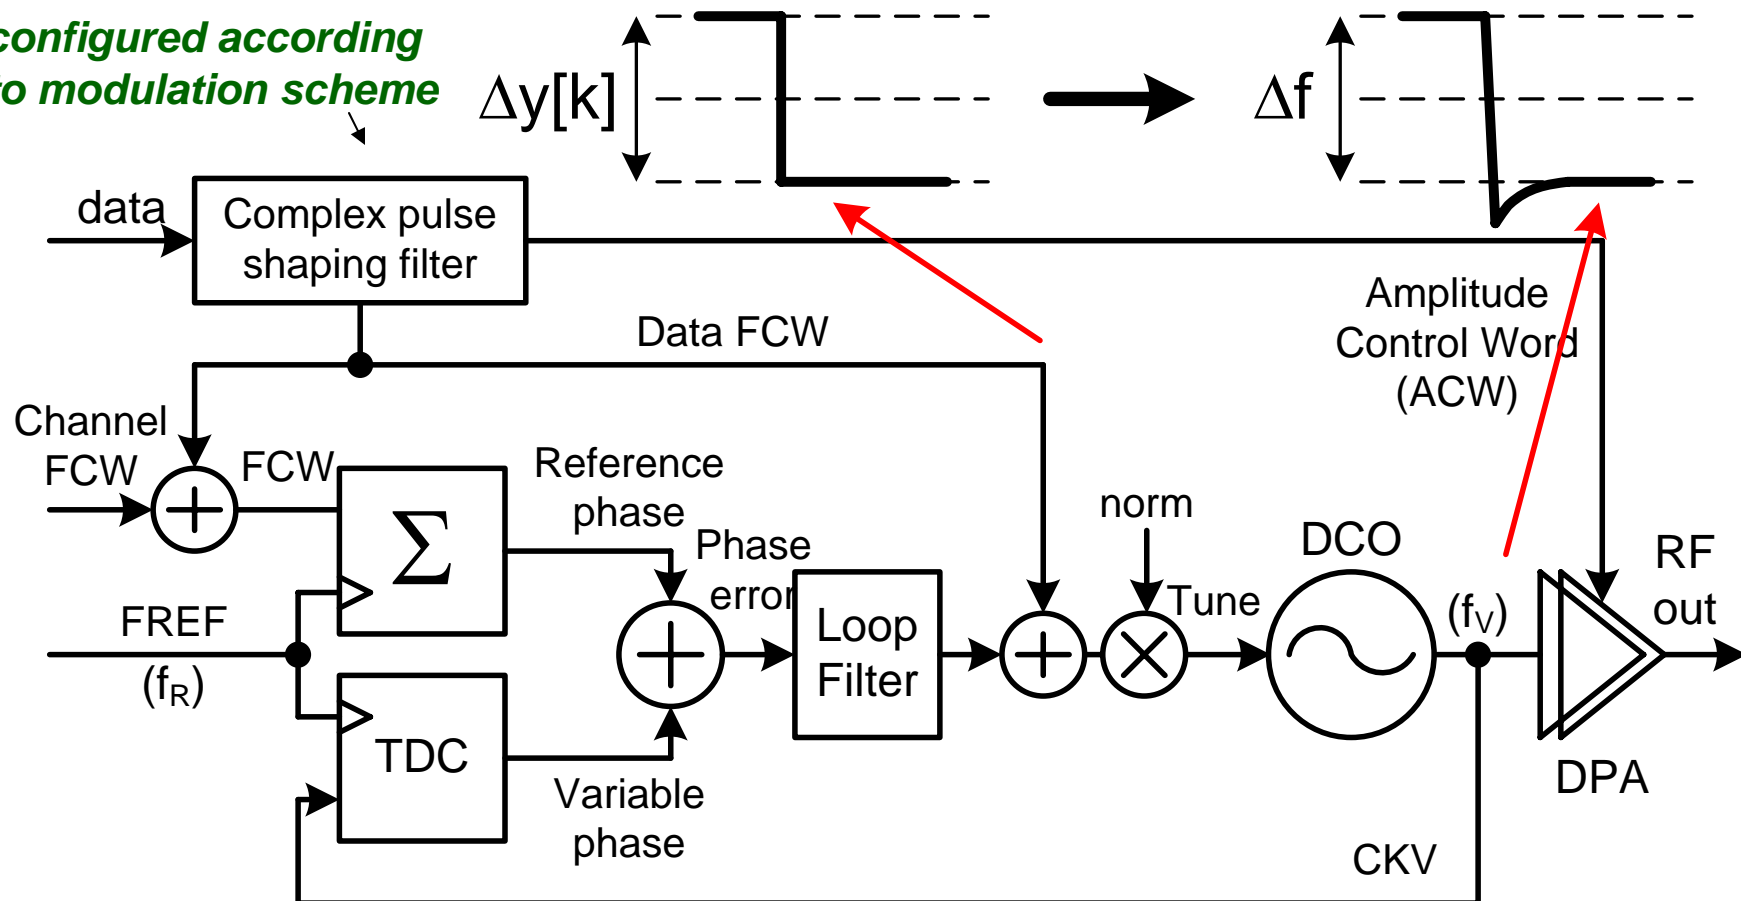 configured according
to modulation scheme
Δy[k]
Δf
data
Complex pulse
shaping filter
Data FCW
Amplitude
Control Word
(ACW)
Channel
FCW
FCW
Σ
Reference
phase
Phase
error
norm
DCO
RF
out
FREF
(fR)
Loop
Filter
Tune
(fV)
TDC
Variable
phase
DPA
CKV